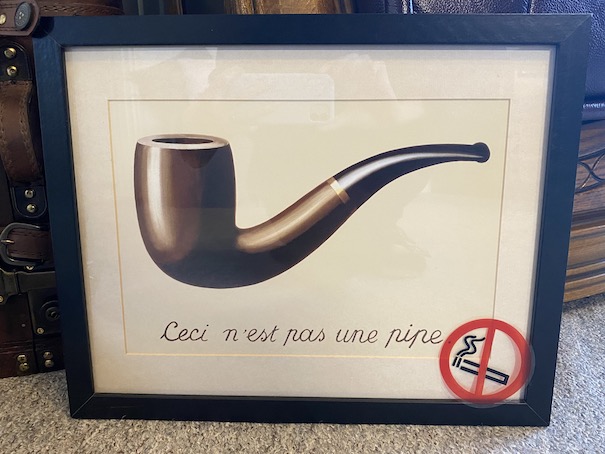 Ceci n'est pas une pipe